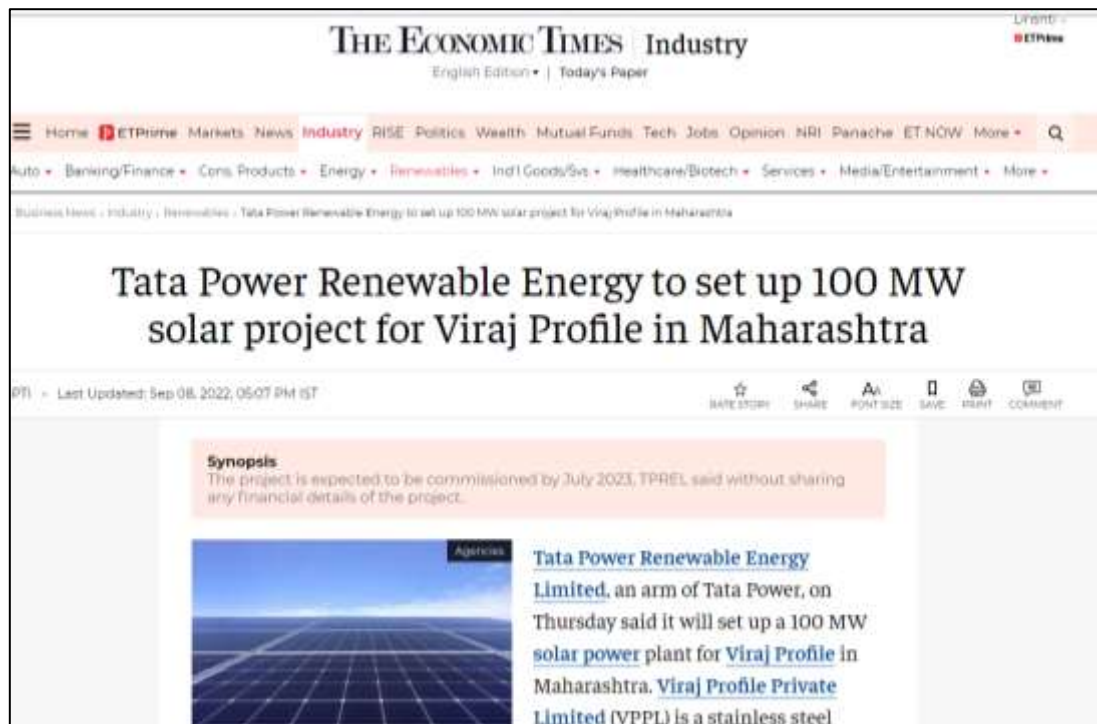 THE ECONOMIC TIMES | Industry
ETPrime
English Edition ▾ | Today's Paper
Home ETPrime Markets News Industry RISE Politics Wealth Mutual Funds Tech Jobs Opinion NRI Panache ET NOW More ▾
Auto ▾ Banking/Finance ▾ Cons. Products ▾ Energy ▾ Renewables ▾ Ind'l Goods/Svs ▾ Healthcare/Biotech ▾ Services ▾ Media/Entertainment ▾ More ▾
Business News › Industry › Renewables › Tata Power Renewable Energy to set up 100 MW solar project for Viraj Profile in Maharashtra
Tata Power Renewable Energy to set up 100 MW
solar project for Viraj Profile in Maharashtra
PTI • Last Updated: Sep 08, 2022, 05:07 PM IST
RATE STORY SHARE FONT SIZE SAVE PRINT COMMENT
Synopsis
The project is expected to be commissioned by July 2023, TPREL said without sharing
any financial details of the project.
Agencies
Tata Power Renewable Energy
Limited, an arm of Tata Power, on
Thursday said it will set up a 100 MW
solar power plant for Viraj Profile in
Maharashtra. Viraj Profile Private
Limited (VPPL) is a stainless steel